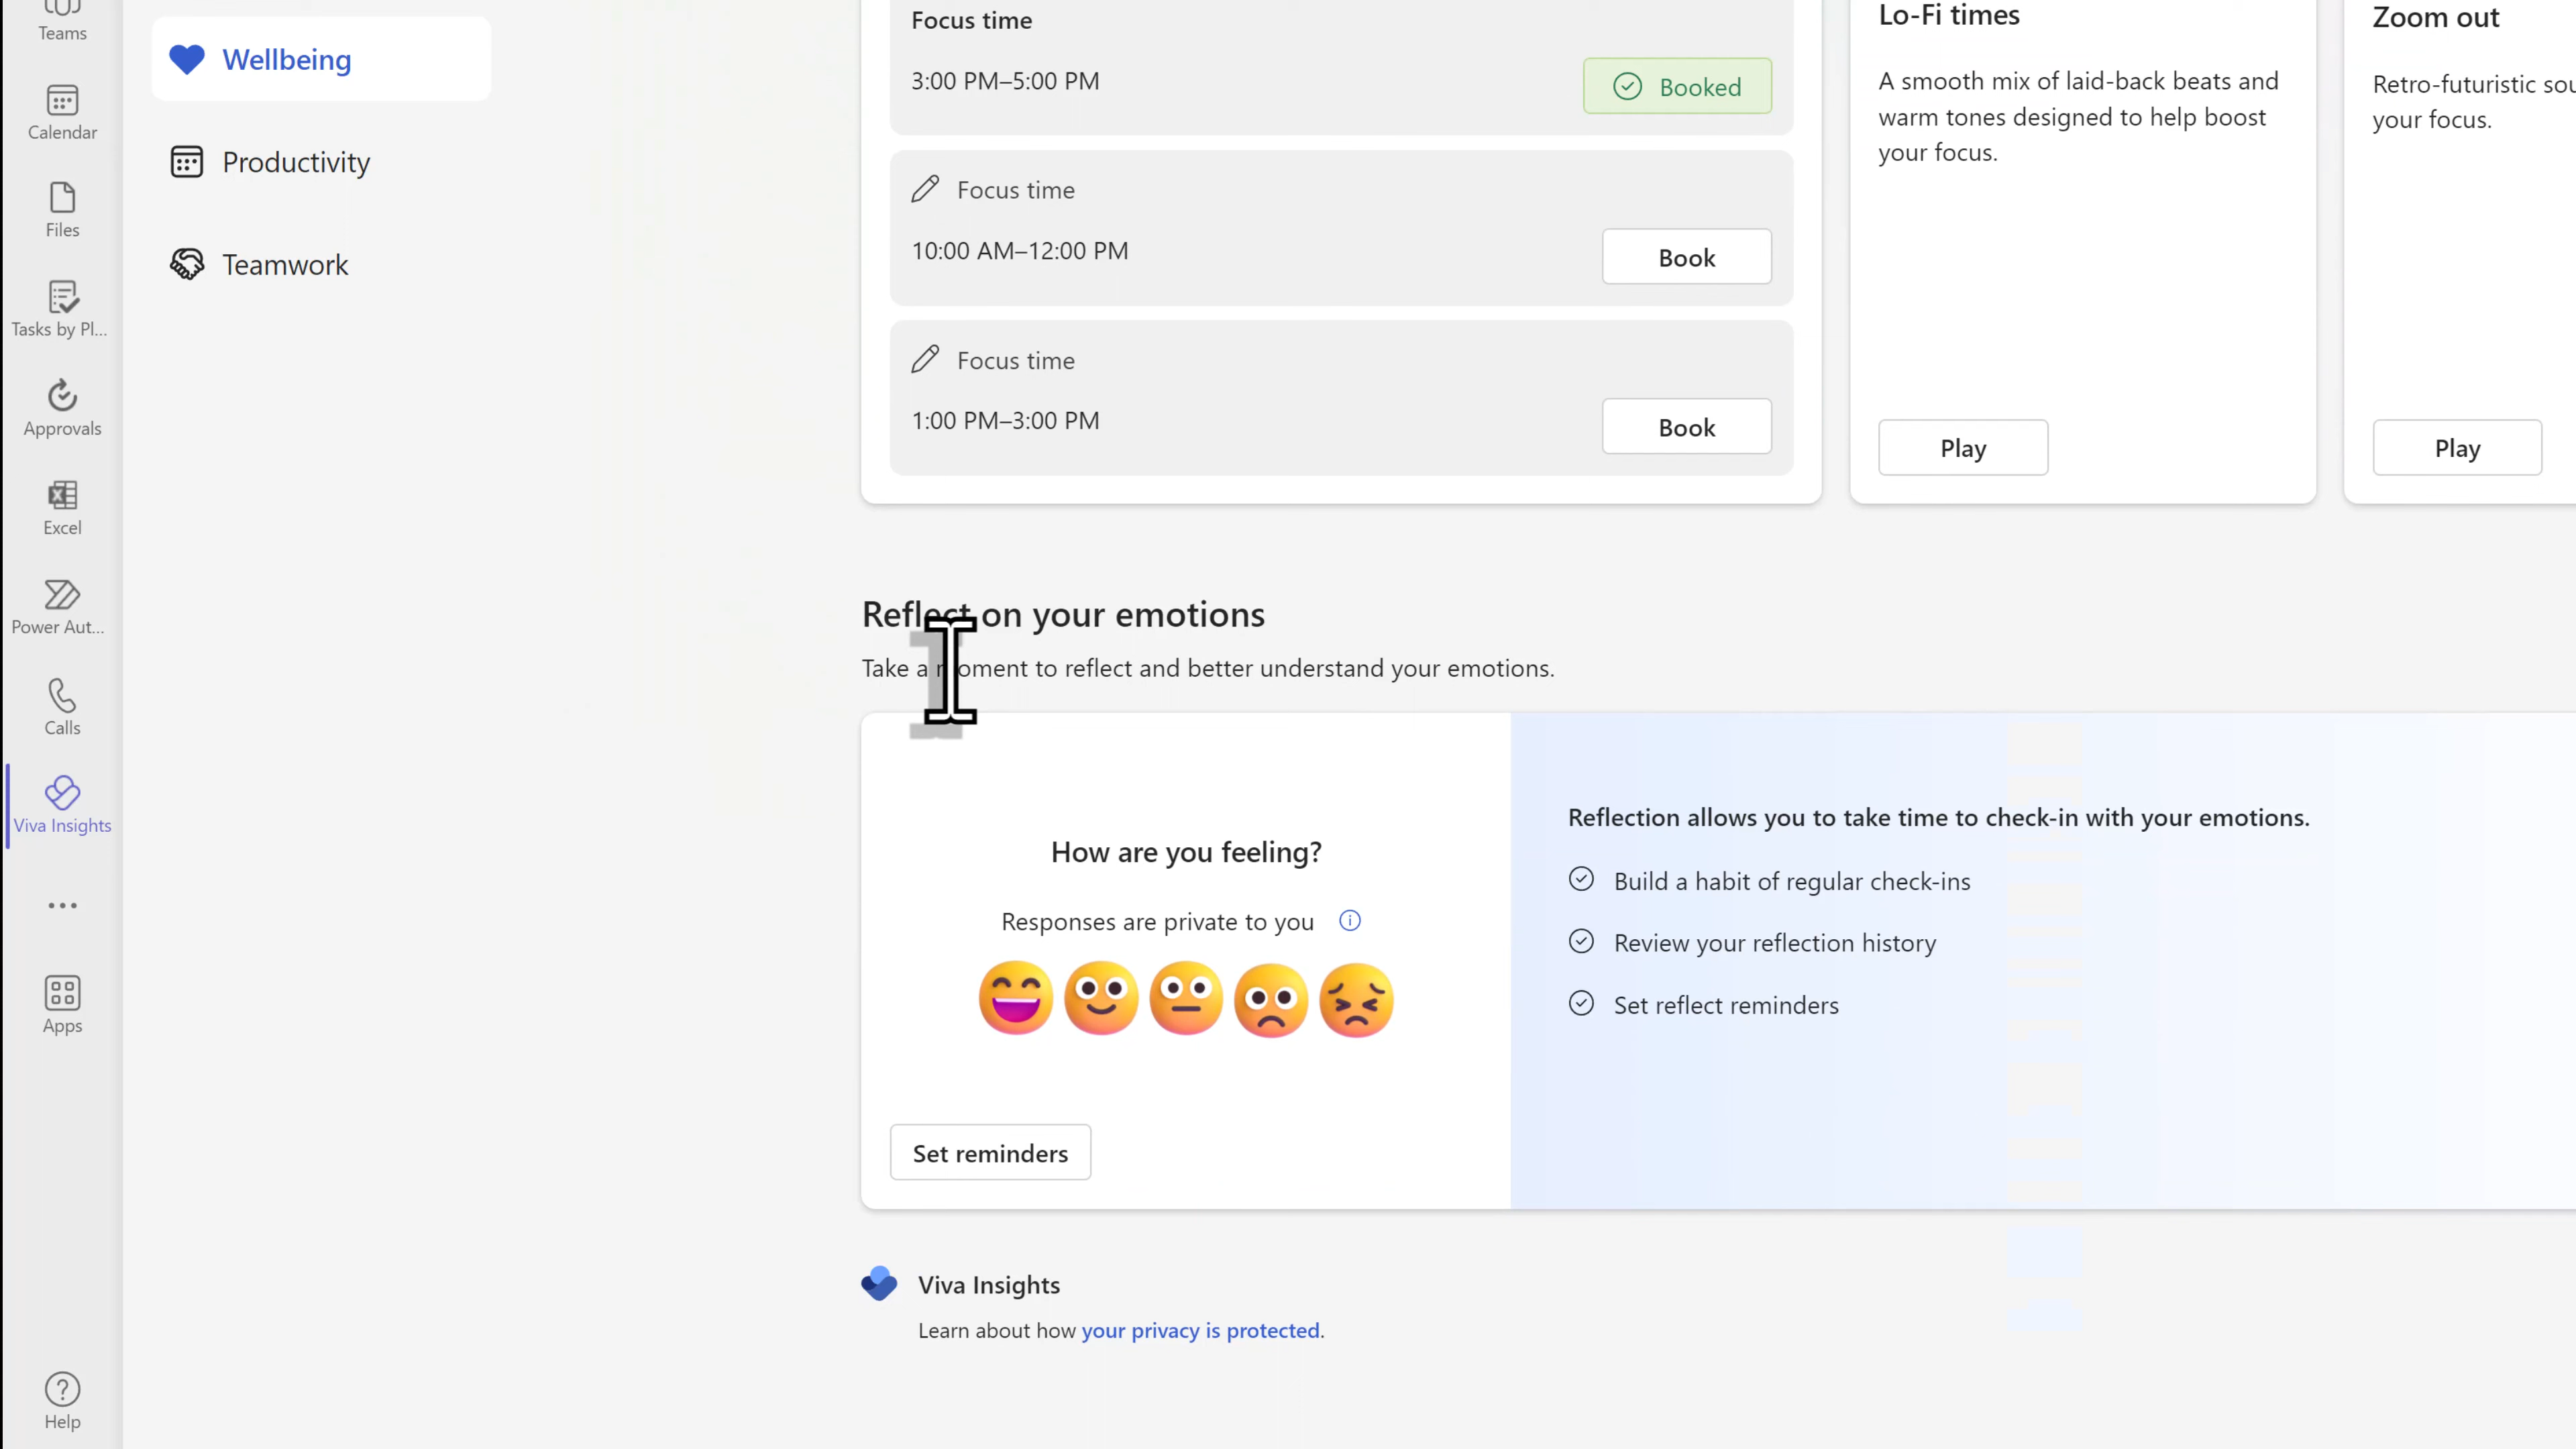 Teams
Calendar
Files
Tasks by Pl...
Approvals
Excel
Power Aut...
Calls
Viva Insights
Apps
Help
Wellbeing
Productivity
Teamwork
Focus time
3:00 PM–5:00 PM
Booked
Focus time
10:00 AM–12:00 PM
Book
Focus time
1:00 PM–3:00 PM
Book
Lo-Fi times
A smooth mix of laid-back beats and
warm tones designed to help boost
your focus.
Play
Zoom out
Retro-futuristic sou
your focus.
Play
Reflect on your emotions
Take a moment to reflect and better understand your emotions.
How are you feeling?
Responses are private to you
Set reminders
Reflection allows you to take time to check-in with your emotions.
Build a habit of regular check-ins
Review your reflection history
Set reflect reminders
Viva Insights
Learn about how your privacy is protected.